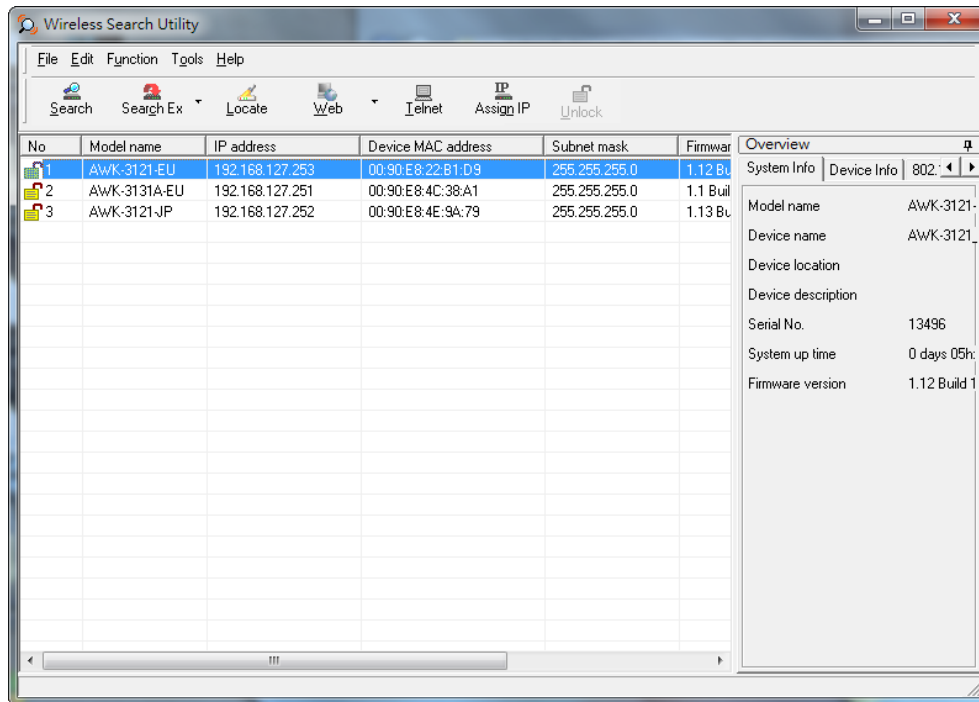 Wireless Search Utility
File Edit Function Tools Help
Search Search Ex Locate Web Telnet Assign IP Unlock
No Model name IP address Device MAC address Subnet mask Firmwar
1 AWK-3121-EU 192.168.127.253 00:90:E8:22:B1:D9 255.255.255.0 1.12 Bu
2 AWK-3131A-EU 192.168.127.251 00:90:E8:4C:38:A1 255.255.255.0 1.1 Buil
3 AWK-3121-JP 192.168.127.252 00:90:E8:4E:9A:79 255.255.255.0 1.13 Bu
Overview
System Info Device Info 802.
Model name AWK-3121-
Device name AWK-3121_
Device location
Device description
Serial No. 13496
System up time 0 days 05h:
Firmware version 1.12 Build 1